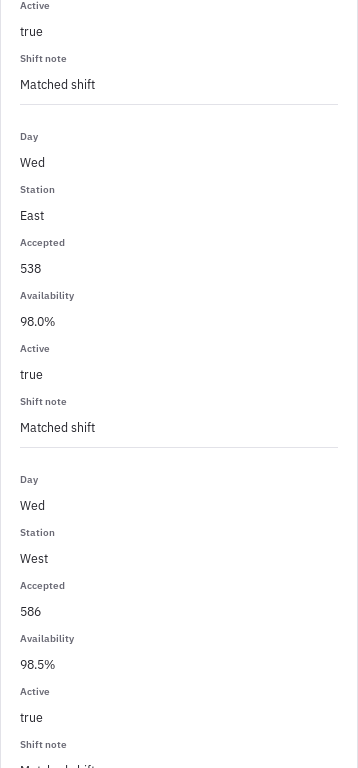 Active
true
Shift note
Matched shift
Day
Wed
Station
East
Accepted
538
Availability
98.0%
Active
true
Shift note
Matched shift
Day
Wed
Station
West
Accepted
586
Availability
98.5%
Active
true
Shift note